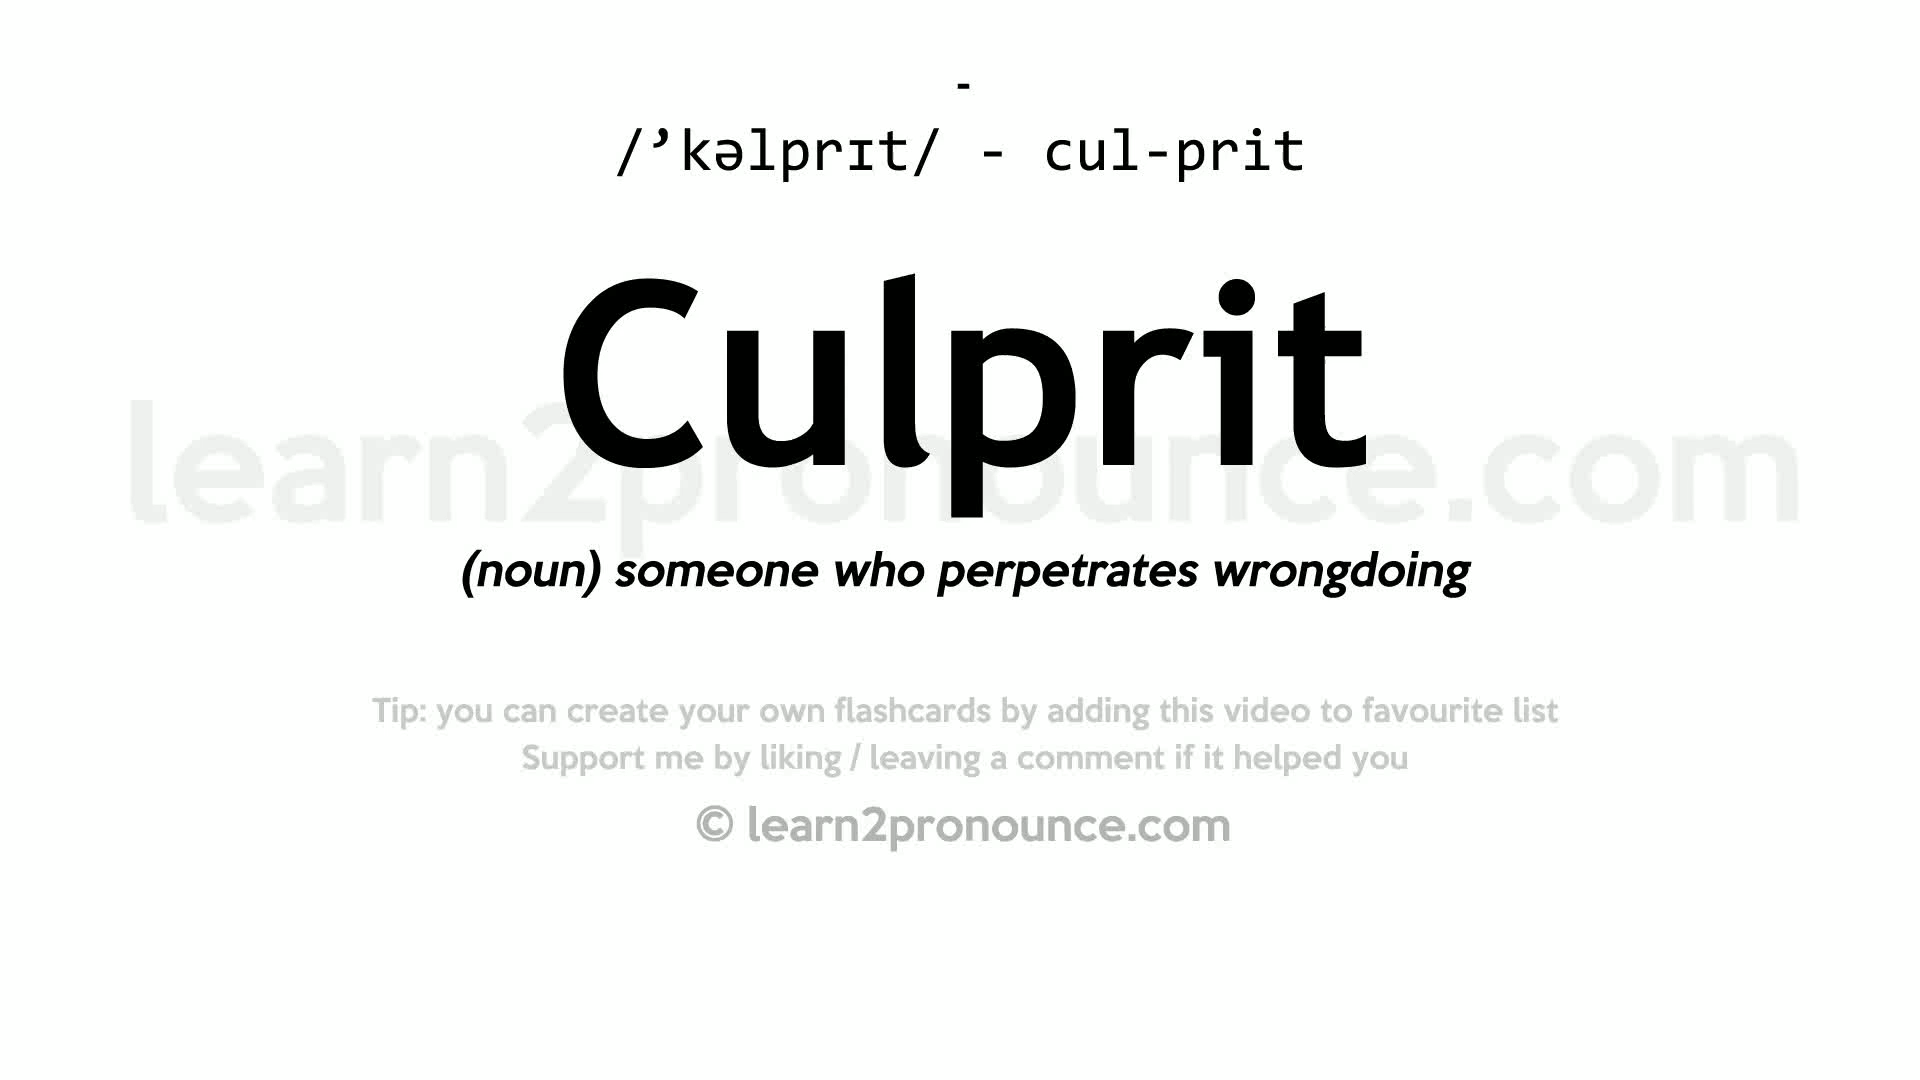 -
/’kəlprɪt/ - cul-prit
Culprit
learn2pronounce.com
(noun) someone who perpetrates wrongdoing
Tip: you can create your own flashcards by adding this video to favourite list
Support me by liking / leaving a comment if it helped you
© learn2pronounce.com